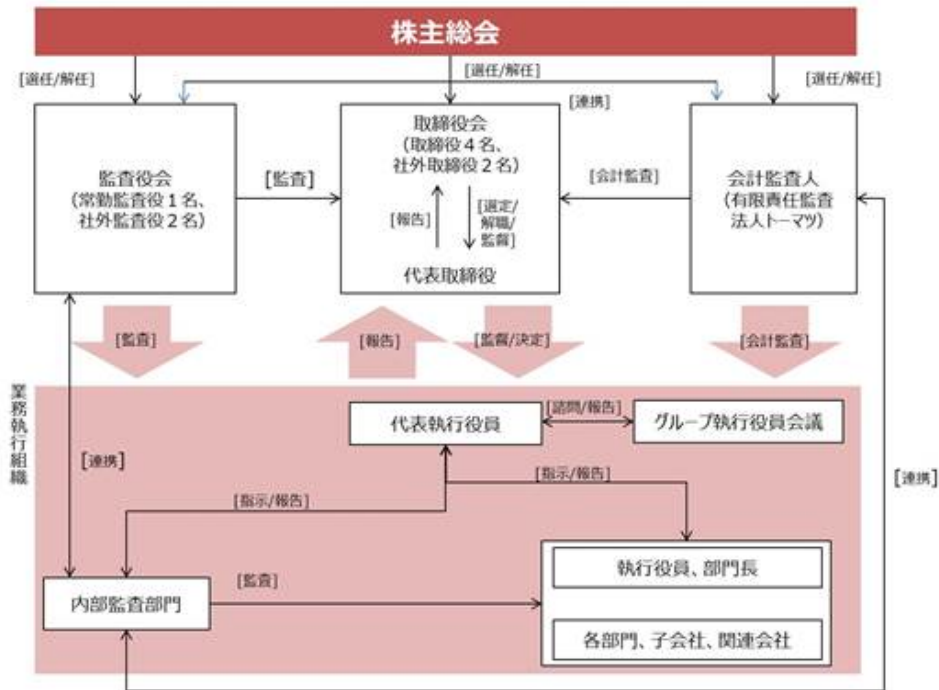 株主総会
[選任/解任]
[選任/解任]
[選任/解任]
[連携]
監査役会
（常勤監査役１名、
社外監査役２名）
[監査]
取締役会
（取締役４名、
社外取締役２名）
[報告]
[選定/
解職/
監督]
代表取締役
[会計監査]
会計監査人
（有限責任監査
法人トーマツ）
[監査]
[報告]
[監督/決定]
[会計監査]
業務執行組織
代表執行役員
[諮問/報告]
グループ執行役員会議
[連携]
[指示/報告]
[指示/報告]
[連携]
内部監査部門
[監査]
執行役員、部門長
各部門、子会社、関連会社